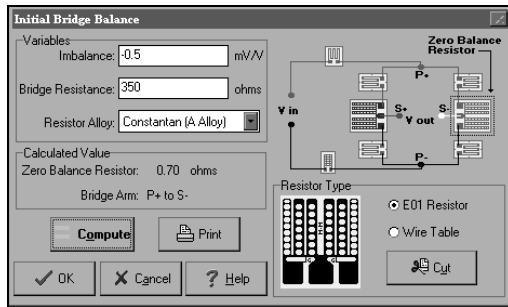 Initial Bridge Balance
Variables
Imbalance: -0.5 mV/V
Bridge Resistance: 350 ohms
Resistor Alloy: Constantan (A Alloy)
Calculated Value
Zero Balance Resistor: 0.70 ohms
Bridge Arm: P+ to S-
Compute
Print
OK
Cancel
Help
Zero Balance
Resistor
P+
V in
S+
V out
S-
P-
Resistor Type
E01 Resistor
Wire Table
Cut